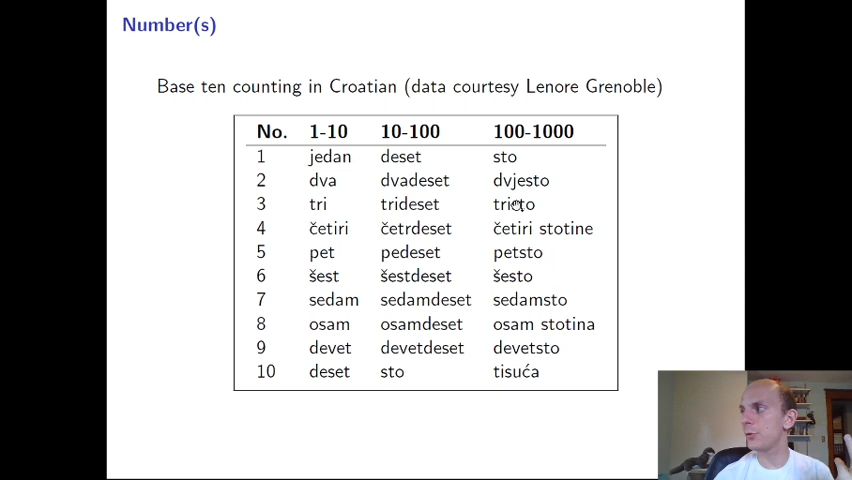 Number(s)
Base ten counting in Croatian (data courtesy Lenore Grenoble)
No. 1-10 10-100 100-1000
1 jedan deset sto
2 dva dvadeset dvjesto
3 tri trideset
4 četiri četrdeset četiri stotine
5 pet pedeset petsto
6 šest šestdeset šesto
7 sedam sedamdeset sedamsto
8 osam osamdeset osam stotina
9 devet devetdeset devetsto
10 deset sto tisuća